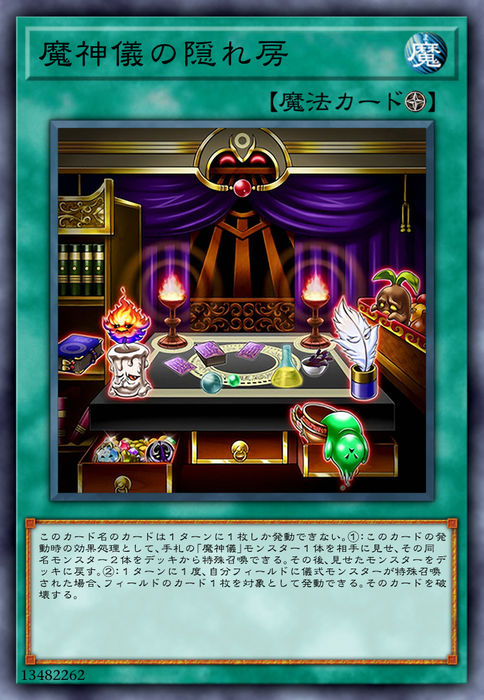 魔神儀の隠れ房
魔
【魔法カード】
このカード名のカードは1ターンに1枚しか発動できない。①：このカードの発
動時の効果処理として、手札の「魔神儀」モンスター1体を相手に見せ、その同
名モンスター2体をデッキから特殊召喚できる。その後、見せたモンスターをデ
ッキに戻す。②：1ターンに1度、自分フィールドに儀式モンスターが特殊召喚
された場合、フィールドのカード1枚を対象として発動できる。そのカードを破
壊する。
13482262